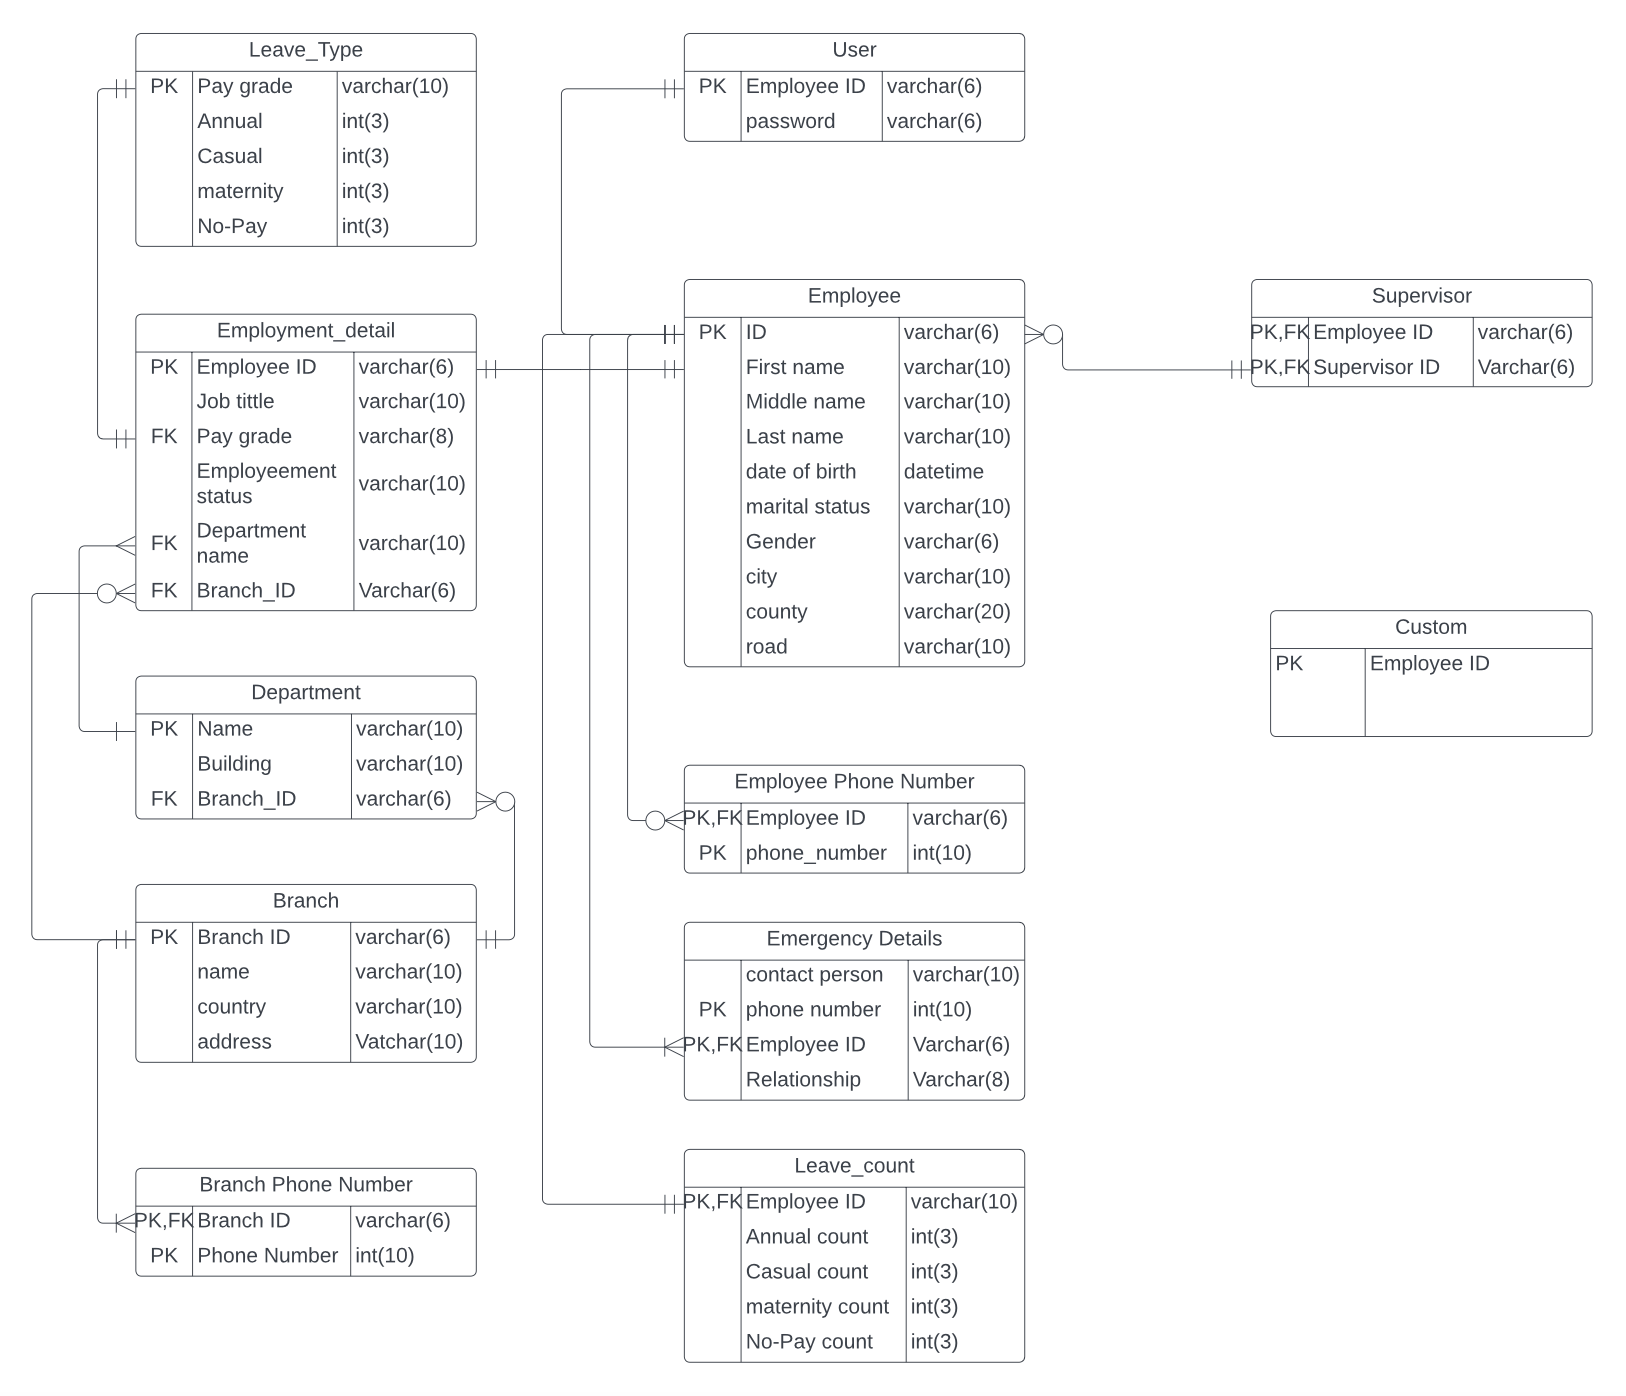 Leave_Type
PK Pay grade varchar(10)
Annual int(3)
Casual int(3)
maternity int(3)
No-Pay int(3)
User
PK Employee ID varchar(6)
password varchar(6)
Employment_detail
PK Employee ID varchar(6)
Job tittle varchar(10)
FK Pay grade varchar(8)
Employeement
status varchar(10)
FK Department
name varchar(10)
FK Branch_ID Varchar(6)
Employee
PK ID varchar(6)
First name varchar(10)
Middle name varchar(10)
Last name varchar(10)
date of birth datetime
marital status varchar(10)
Gender varchar(6)
city varchar(10)
county varchar(20)
road varchar(10)
Supervisor
PK,FK Employee ID varchar(6)
PK,FK Supervisor ID Varchar(6)
Custom
PK Employee ID
Department
PK Name varchar(10)
Building varchar(10)
FK Branch_ID varchar(6)
Employee Phone Number
PK,FK Employee ID varchar(6)
PK phone_number int(10)
Branch
PK Branch ID varchar(6)
name varchar(10)
country varchar(10)
address Vatchar(10)
Emergency Details
contact person varchar(10)
PK phone number int(10)
PK,FK Employee ID Varchar(6)
Relationship Varchar(8)
Branch Phone Number
PK,FK Branch ID varchar(6)
PK Phone Number int(10)
Leave_count
PK,FK Employee ID varchar(10)
Annual count int(3)
Casual count int(3)
maternity count int(3)
No-Pay count int(3)